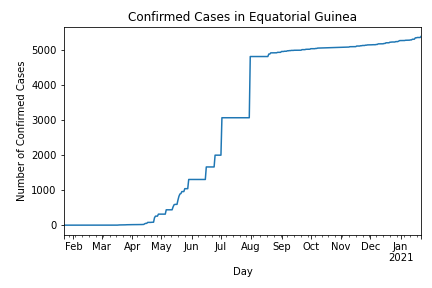 Confirmed Cases in Equatorial Guinea
Number of Confirmed Cases
5000
4000
3000
2000
1000
0
Feb Mar Apr May Jun Jul Aug Sep Oct Nov Dec Jan
2021
Day